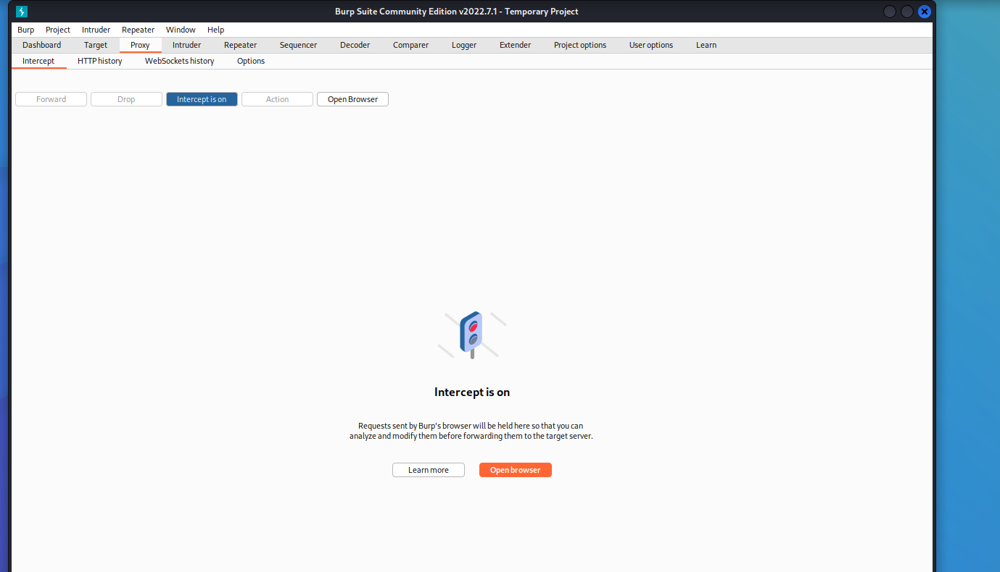 Burp Suite Community Edition v2022.7.1 - Temporary Project
Burp Project Intruder Repeater Window Help
Dashboard Target Proxy Intruder Repeater Sequencer Decoder Comparer Logger Extender Project options User options Learn
Intercept HTTP history WebSockets history Options
Forward Drop Intercept is on Action Open Browser
Intercept is on
Requests sent by Burp's browser will be held here so that you can
analyze and modify them before forwarding them to the target server.
Learn more Open browser